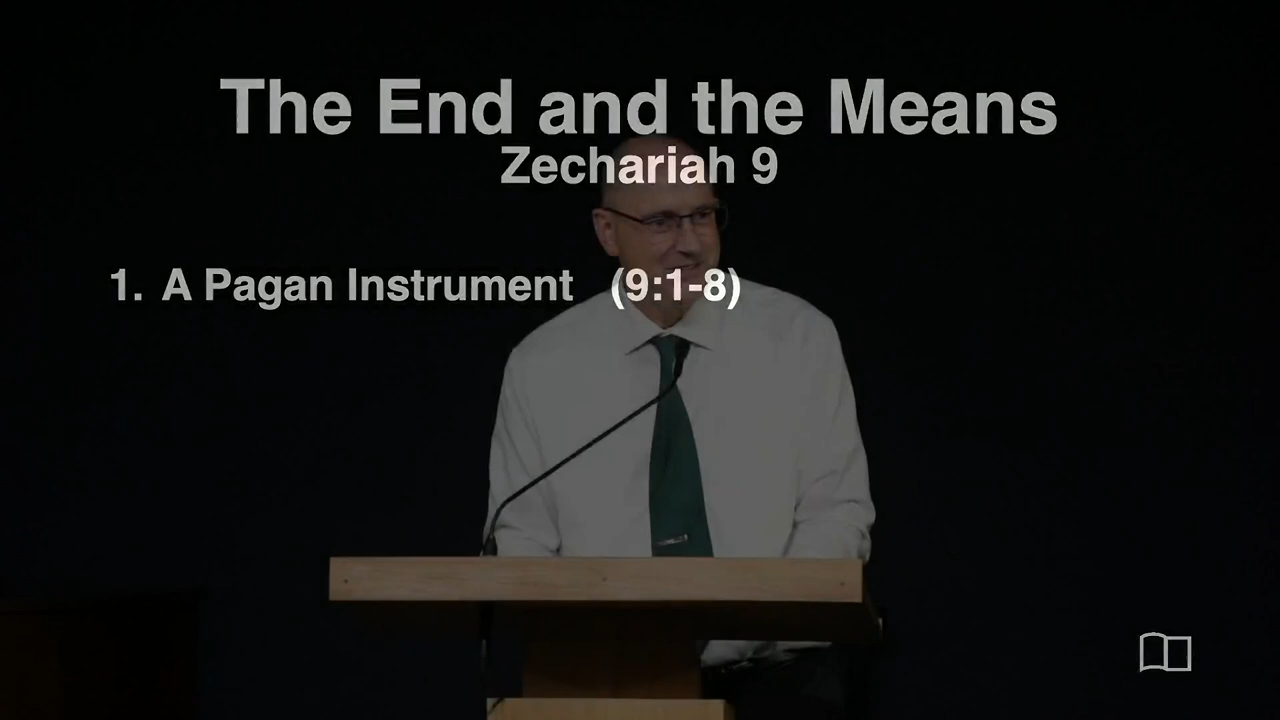 The End and the Means
Zechariah 9
1. A Pagan Instrument (9:1-8)